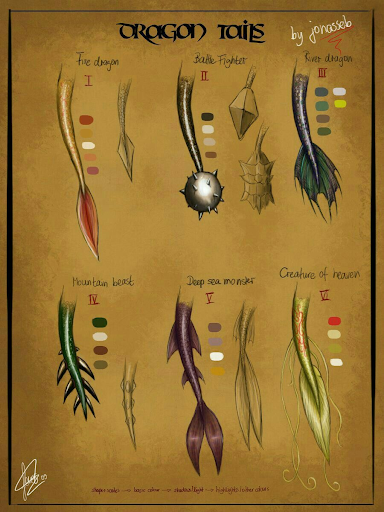 DRAGON TAILS
by jonasseb
Fire dragon
I
Battle Fighter
II
River dragon
III
Mountain beast
IV
Deep sea monster
V
Creature of heaven
VI